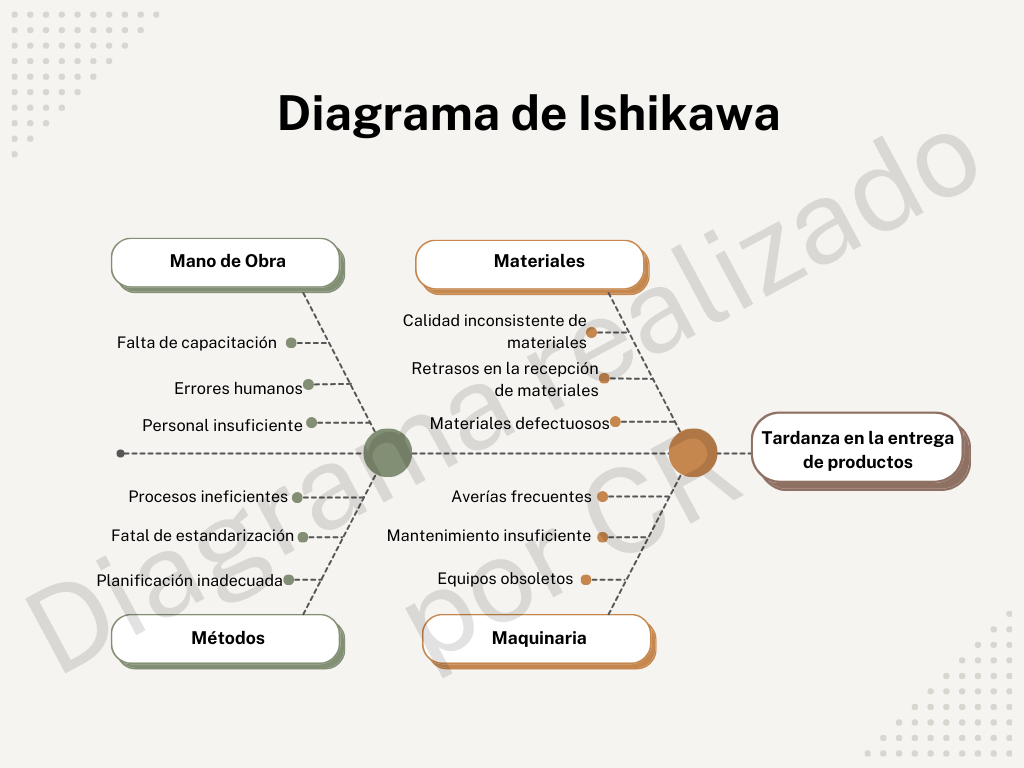 Diagrama de Ishikawa
Mano de Obra
Falta de capacitación
Errores humanos
Personal insuficiente
Materiales
Calidad inconsistente de
materiales
Retrasos en la recepción
de materiales
Materiales defectuosos
Tardanza en la entrega
de productos
Procesos ineficientes
Fatal de estandarización
Planificación inadecuada
Métodos
Averías frecuentes
Mantenimiento insuficiente
Equipos obsoletos
Maquinaria
Diagrama realizado
por CR